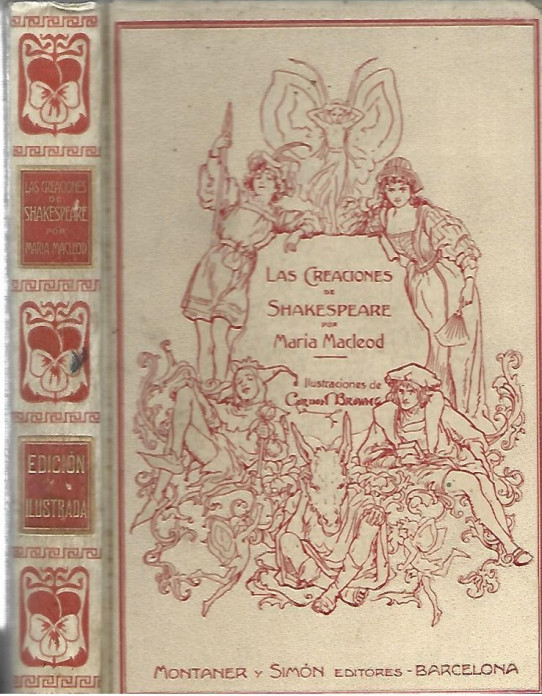 LAS CREACIONES
DE
SHAKESPEARE
POR
MARIA MACLEOD
EDICIÓN
ILUSTRADA
LAS CREACIONES
DE
SHAKESPEARE
POR
Maria Macleod
Ilustraciones de
GORDON BROWNE
MONTANER Y SIMÓN EDITORES - BARCELONA